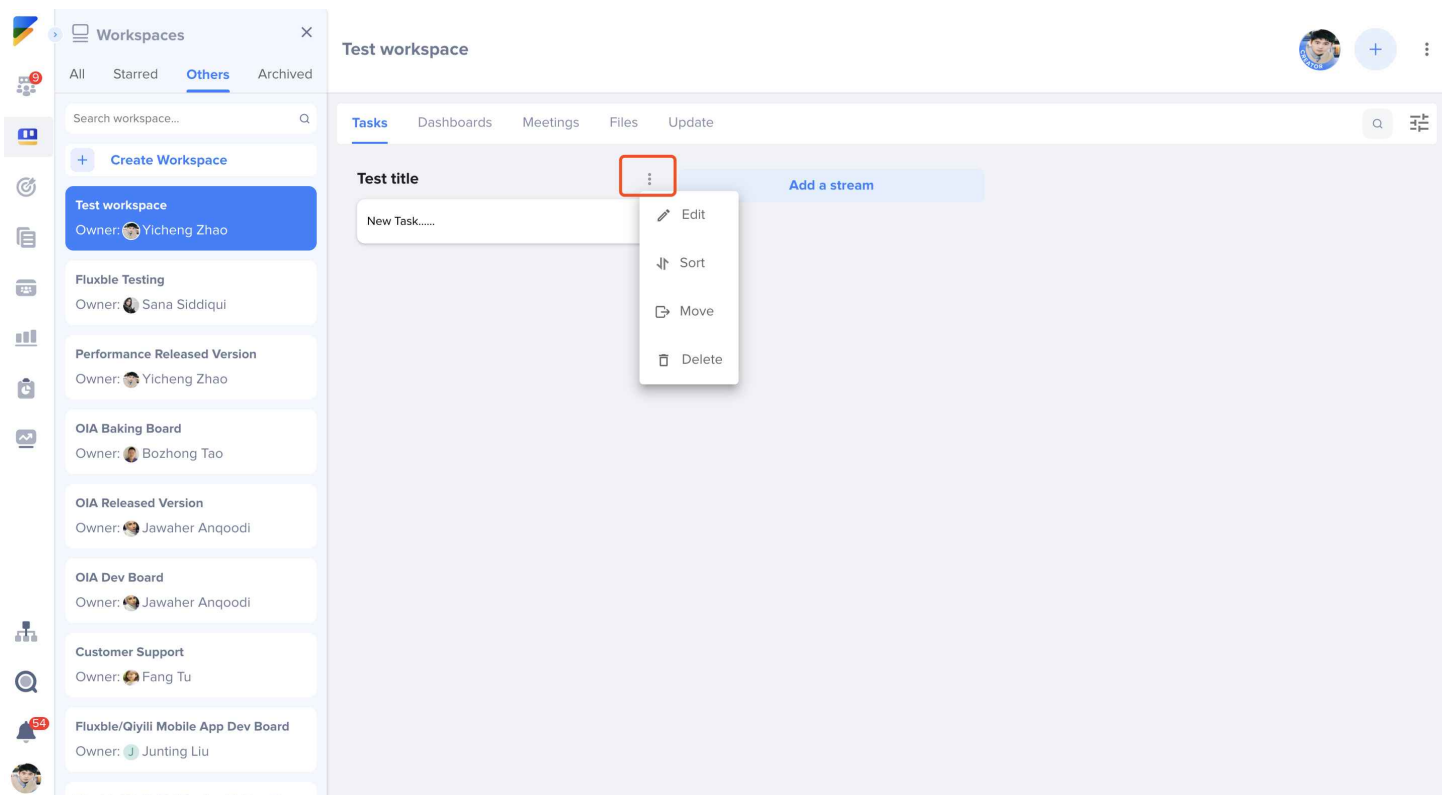 Workspaces
All Starred Others Archived
Search workspace...
+ Create Workspace
Test workspace
Owner: Yicheng Zhao
Fluxble Testing
Owner: Sana Siddiqui
Performance Released Version
Owner: Yicheng Zhao
OIA Baking Board
Owner: Bozhong Tao
OIA Released Version
Owner: Jawaher Anqoodi
OIA Dev Board
Owner: Jawaher Anqoodi
Customer Support
Owner: Fang Tu
Fluxble/Qiyili Mobile App Dev Board
Owner: J Junting Liu
9
54
Test workspace
CREATOR
+
Tasks Dashboards Meetings Files Update
Test title
Add a stream
New Task......
Edit
Sort
Move
Delete